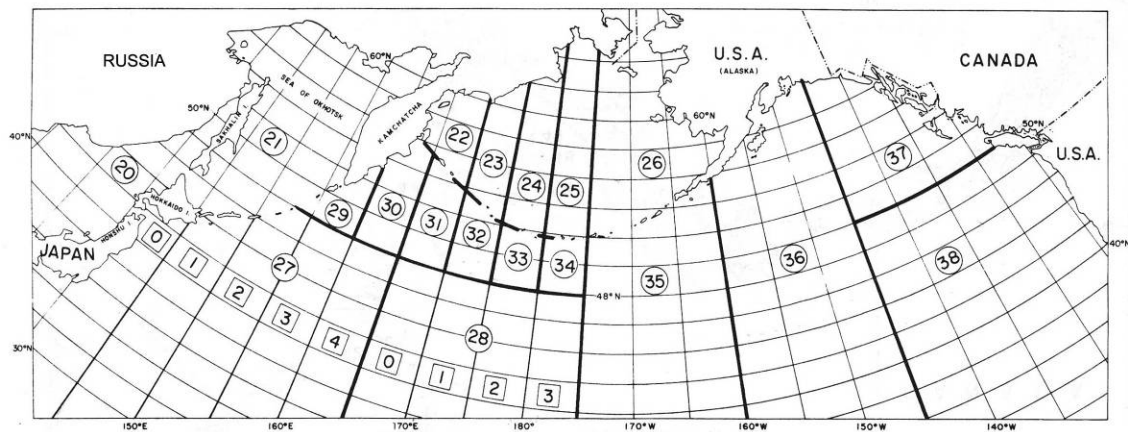 RUSSIA
U.S.A.
(ALASKA)
CANADA
60°N
SEA OF OKHOTSK
KAMCHATCHA
50°N
SAKHALIN I.
60°N
50°N
40°N
U.S.A.
20
21
22
23
24
25
26
37
HOKKAIDO I.
HONSHU I.
JAPAN
29
30
31
32
33
34
35
36
38
40°N
0
1
27
2
3
4
48°N
28
30°N
0
1
2
3
150°E
160°E
170°E
180°
170°W
160°W
150°W
140°W